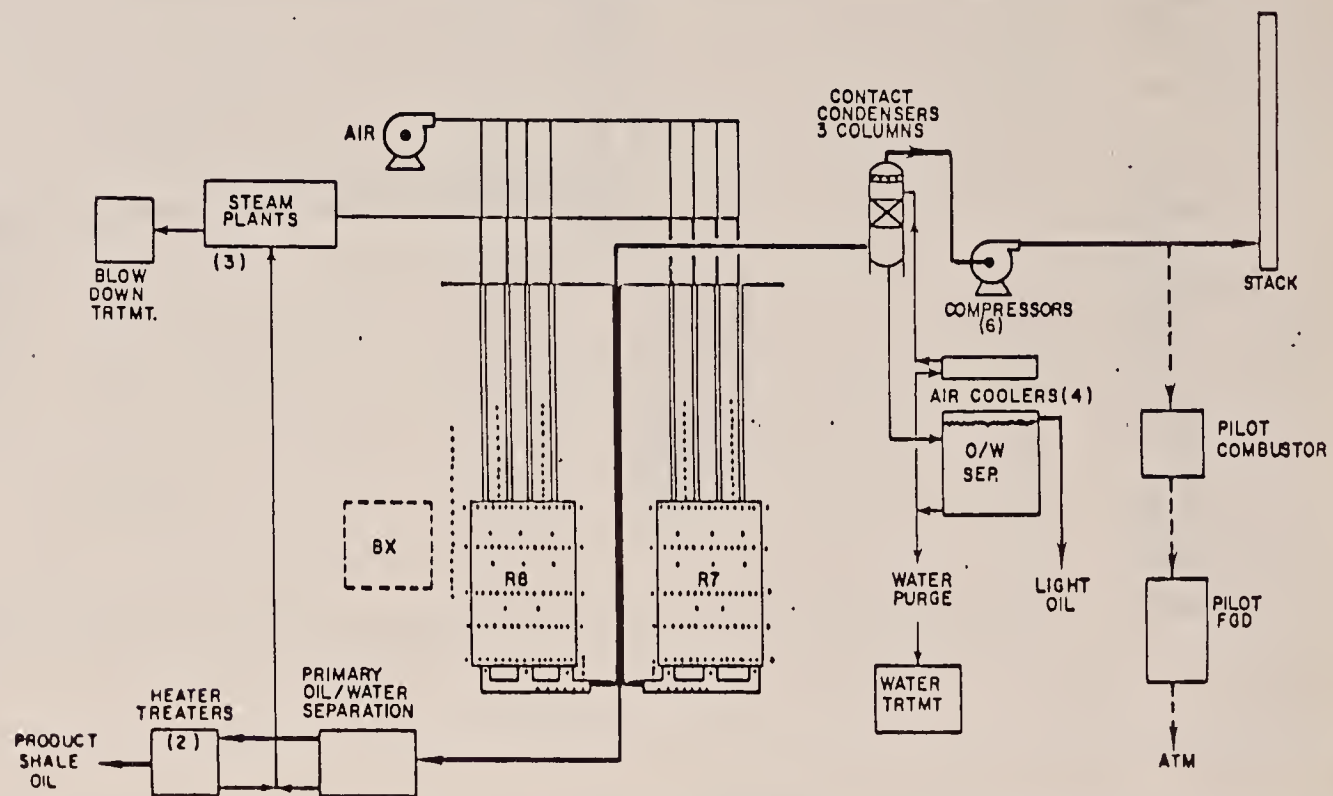 CONTACT
CONDENSERS
3 COLUMNS
AIR
STEAM
PLANTS
(3)
BLOW
DOWN
TRTMT.
STACK
COMPRESSORS
(6)
AIR COOLERS(4)
O/W
SEP.
PILOT
COMBUSTOR
8X
R8
R7
WATER
PURGE
LIGHT
OIL
PILOT
FGD
WATER
TRTMT
ATM
PRIMARY
OIL/WATER
SEPARATION
HEATER
TREATERS
(2)
PRODUCT
SHALE
OIL